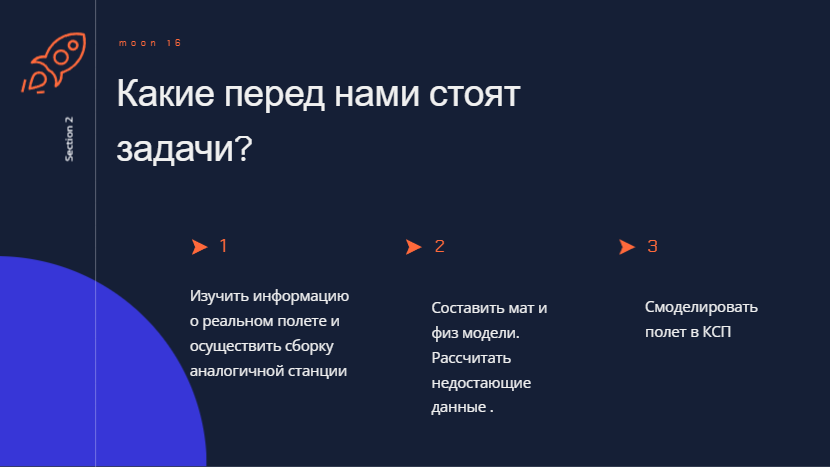 moon 16
Какие перед нами стоят
задачи?
Section 2
1
Изучить информацию
о реальном полете и
осуществить сборку
аналогичной станции
2
Составить мат и
физ модели.
Рассчитать
недостающие
данные .
3
Смоделировать
полет в КСП